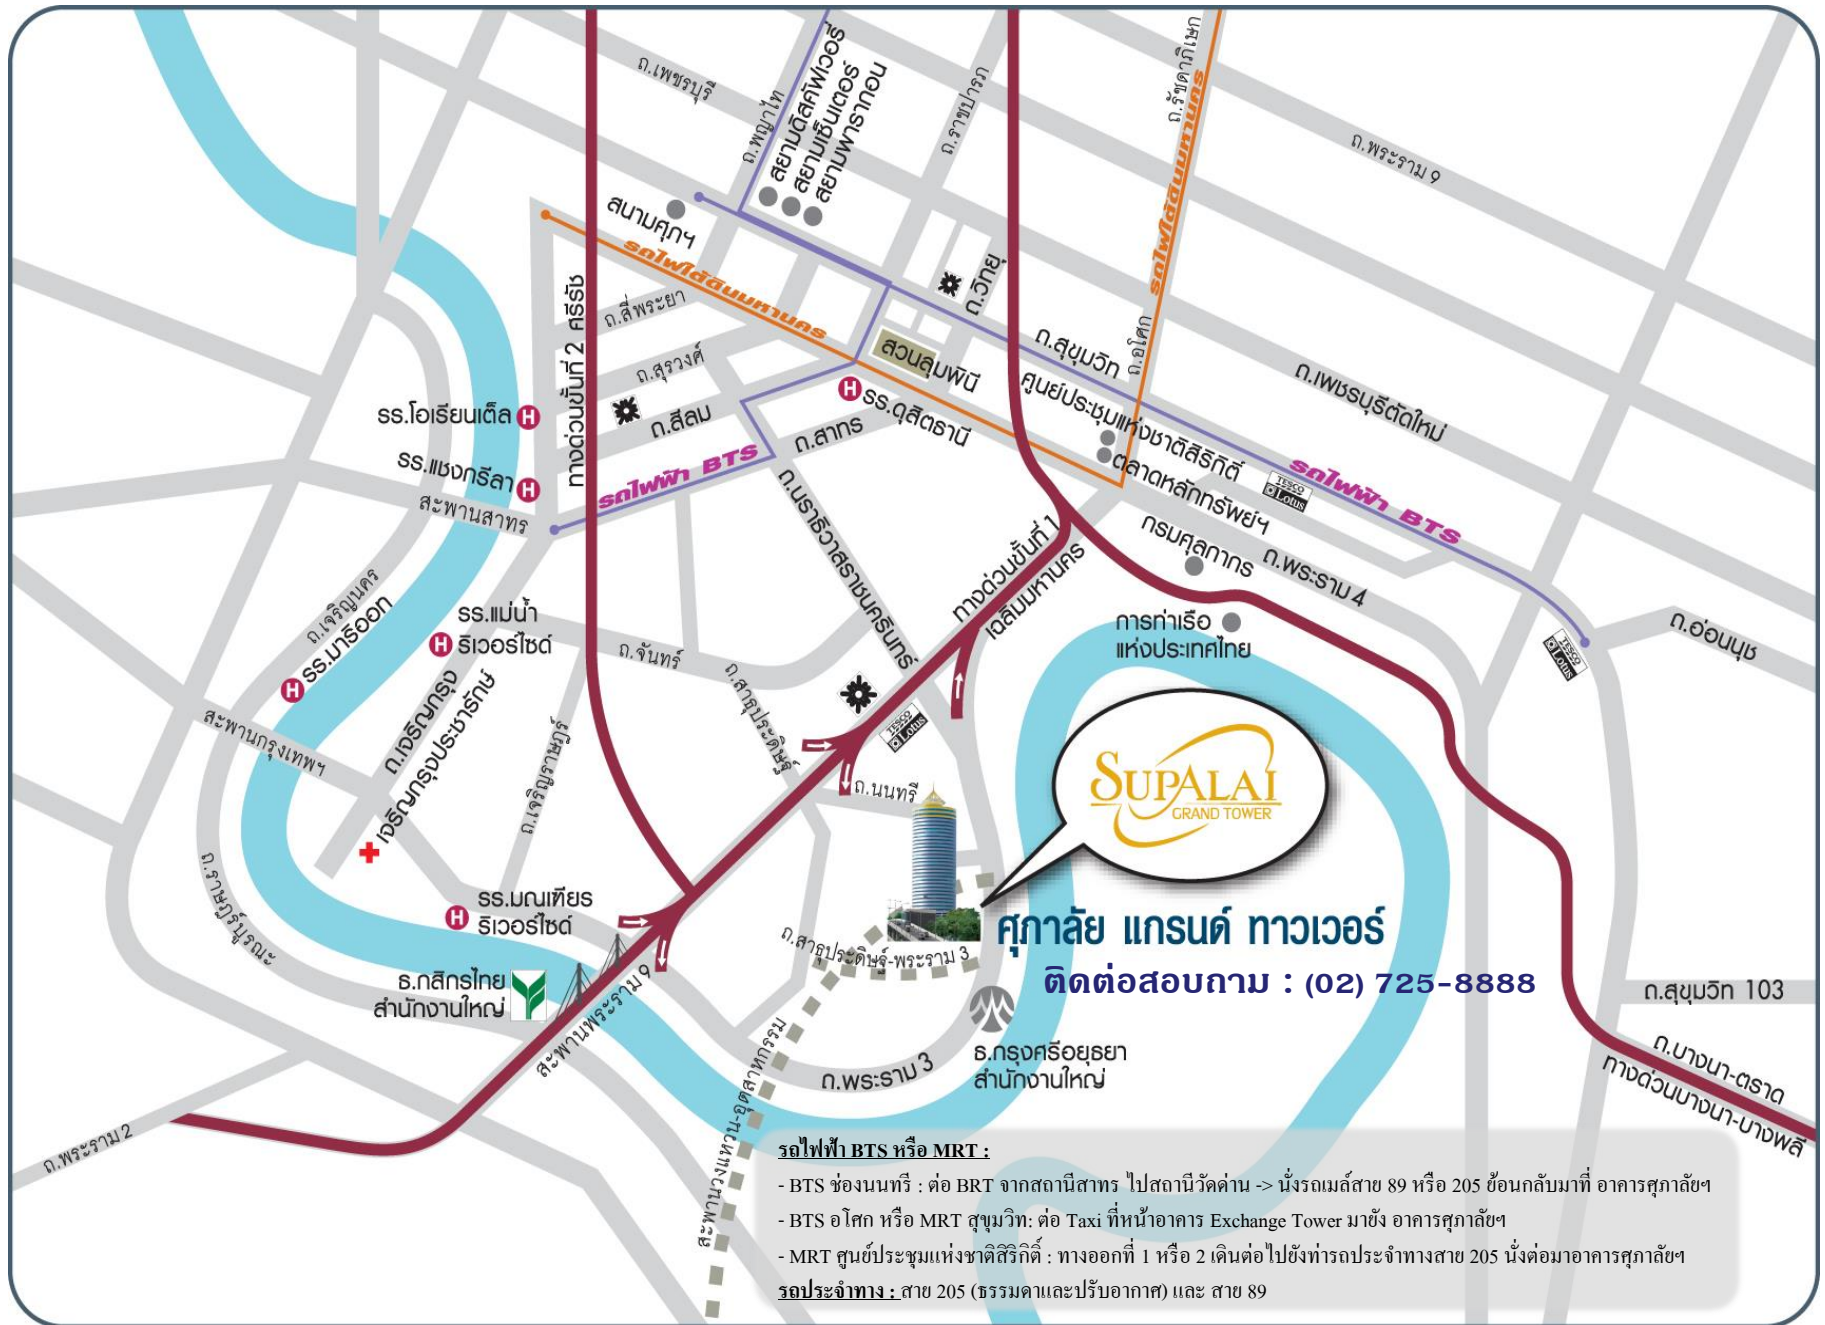 ถ.เพชรบุรี
ถ.พญาไท
สยามดิสคัฟเวอรี่
สยามเซ็นเตอร์
สยามพารากอน
ถ.ราชปรารภ
ถ.รัชดาภิเษก
รถไฟใต้ดินมหานคร
ถ.พระราม 9
สนามศุภฯ
รถไฟใต้ดินมหานคร
ถ.วิทยุ
ถ.สี่พระยา
ทางด่วนขั้นที่ 2 ศรีรัช
ถ.สุรวงศ์
สวนลุมพินี
ถ.สุขุมวิท
ถ.อโศก
ถ.เพชรบุรีตัดใหม่
รร.โอเรียนเต็ล
H
ถ.สีลม
H
รร.ดุสิตธานี
ศูนย์ประชุมแห่งชาติสิริกิติ์
ตลาดหลักทรัพย์ฯ
รร.แชงกรีลา
H
สะพานสาทร
รถไฟฟ้า BTS
ถ.สาทร
TESCO
Lotus
รถไฟฟ้า BTS
ถ.นราธิวาสราชนครินทร์
ทางด่วนขั้นที่ 1
เฉลิมมหานคร
กรมศุลกากร
ถ.พระราม 4
ถ.เจริญนคร
รร.มาริออท
H
รร.แม่น้ำ
H
ริเวอร์ไซด์
ถ.จันทร์
การท่าเรือ
แห่งประเทศไทย
ถ.อ่อนนุช
TESCO
Lotus
สะพานกรุงเทพฯ
ถ.เจริญกรุง
เจริญกรุงประชารักษ์
ถ.เจริญราษฎร์
ถ.สาธุประดิษฐ์
TESCO
Lotus
ถ.นนทรี
SUPALAI
GRAND TOWER
ถ.ราษฎร์บูรณะ
รร.มณเฑียร
H
ริเวอร์ไซด์
ศุภาลัย แกรนด์ ทาวเวอร์
ถ.สาธุประดิษฐ์-พระราม 3
ติดต่อสอบถาม : (02) 725-8888
ธ.กสิกรไทย
สำนักงานใหญ่
สะพานพระราม 9
ถ.สุขุมวิท 103
ธ.กรุงศรีอยุธยา
สำนักงานใหญ่
ถ.พระราม 3
ถ.บางนา-ตราด
ทางด่วนบางนา-บางพลี
ถ.พระราม 2
สะพานวงแหวน-อุตสาหกรรม
รถไฟฟ้า BTS หรือ MRT :
- BTS ช่องนนทรี : ต่อ BRT จากสถานีสาทร ไปสถานีวัดด่าน -> นั่งรถเมล์สาย 89 หรือ 205 ย้อนกลับมาที่ อาคารศุภาลัยฯ
- BTS อโศก หรือ MRT สุขุมวิท: ต่อ Taxi ที่หน้าอาคาร Exchange Tower มายัง อาคารศุภาลัยฯ
- MRT ศูนย์ประชุมแห่งชาติสิริกิติ์ : ทางออกที่ 1 หรือ 2 เดินต่อไปยังท่ารถประจำทางสาย 205 นั่งต่อมาอาคารศุภาลัยฯ
รถประจำทาง : สาย 205 (ธรรมดาและปรับอากาศ) และ สาย 89